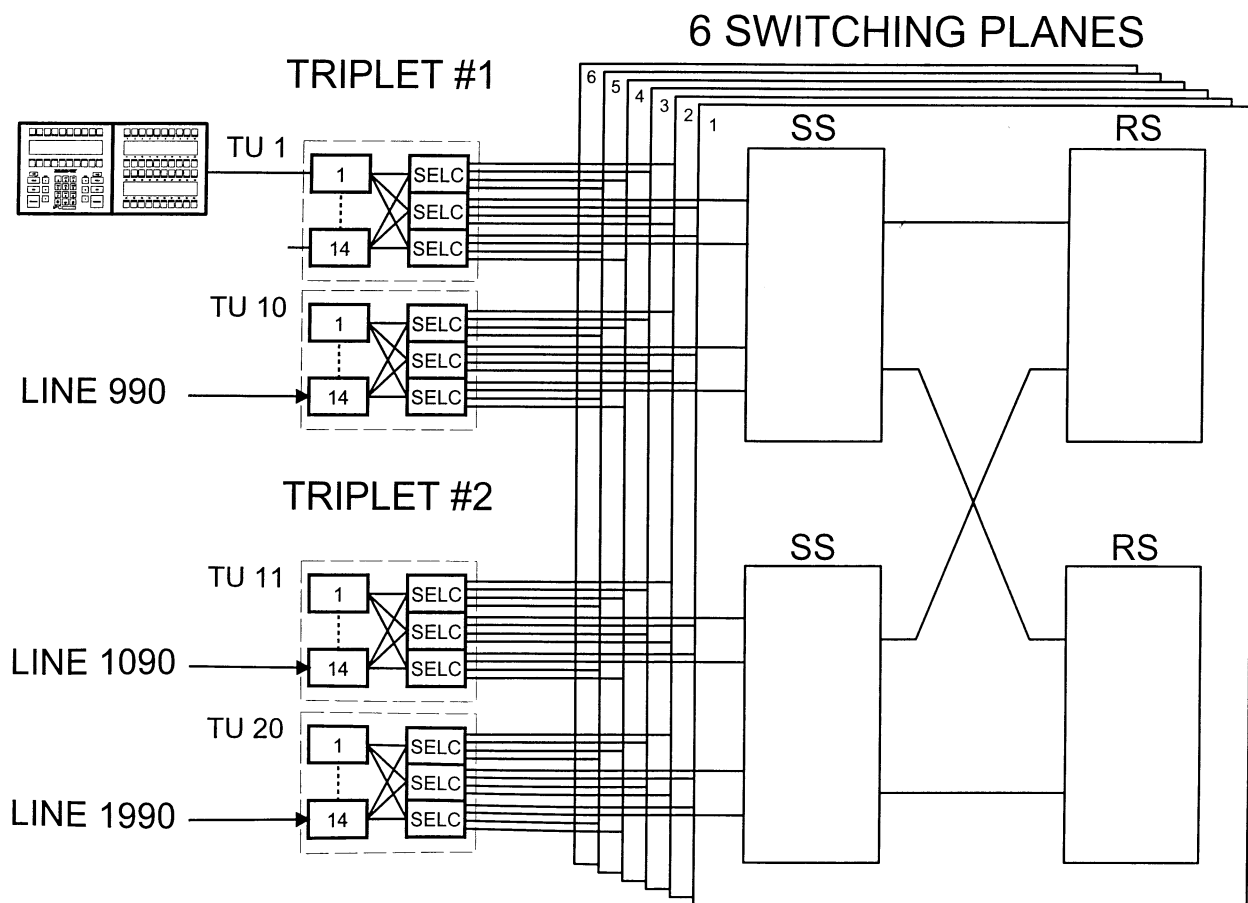 6 SWITCHING PLANES
TRIPLET #1
6
5
4
3
2
1
SS
RS
TU 1
1
SELC
SELC
14
SELC
TU 10
1
SELC
SELC
LINE 990
14
SELC
TRIPLET #2
SS
RS
TU 11
1
SELC
SELC
LINE 1090
14
SELC
TU 20
1
SELC
SELC
LINE 1990
14
SELC